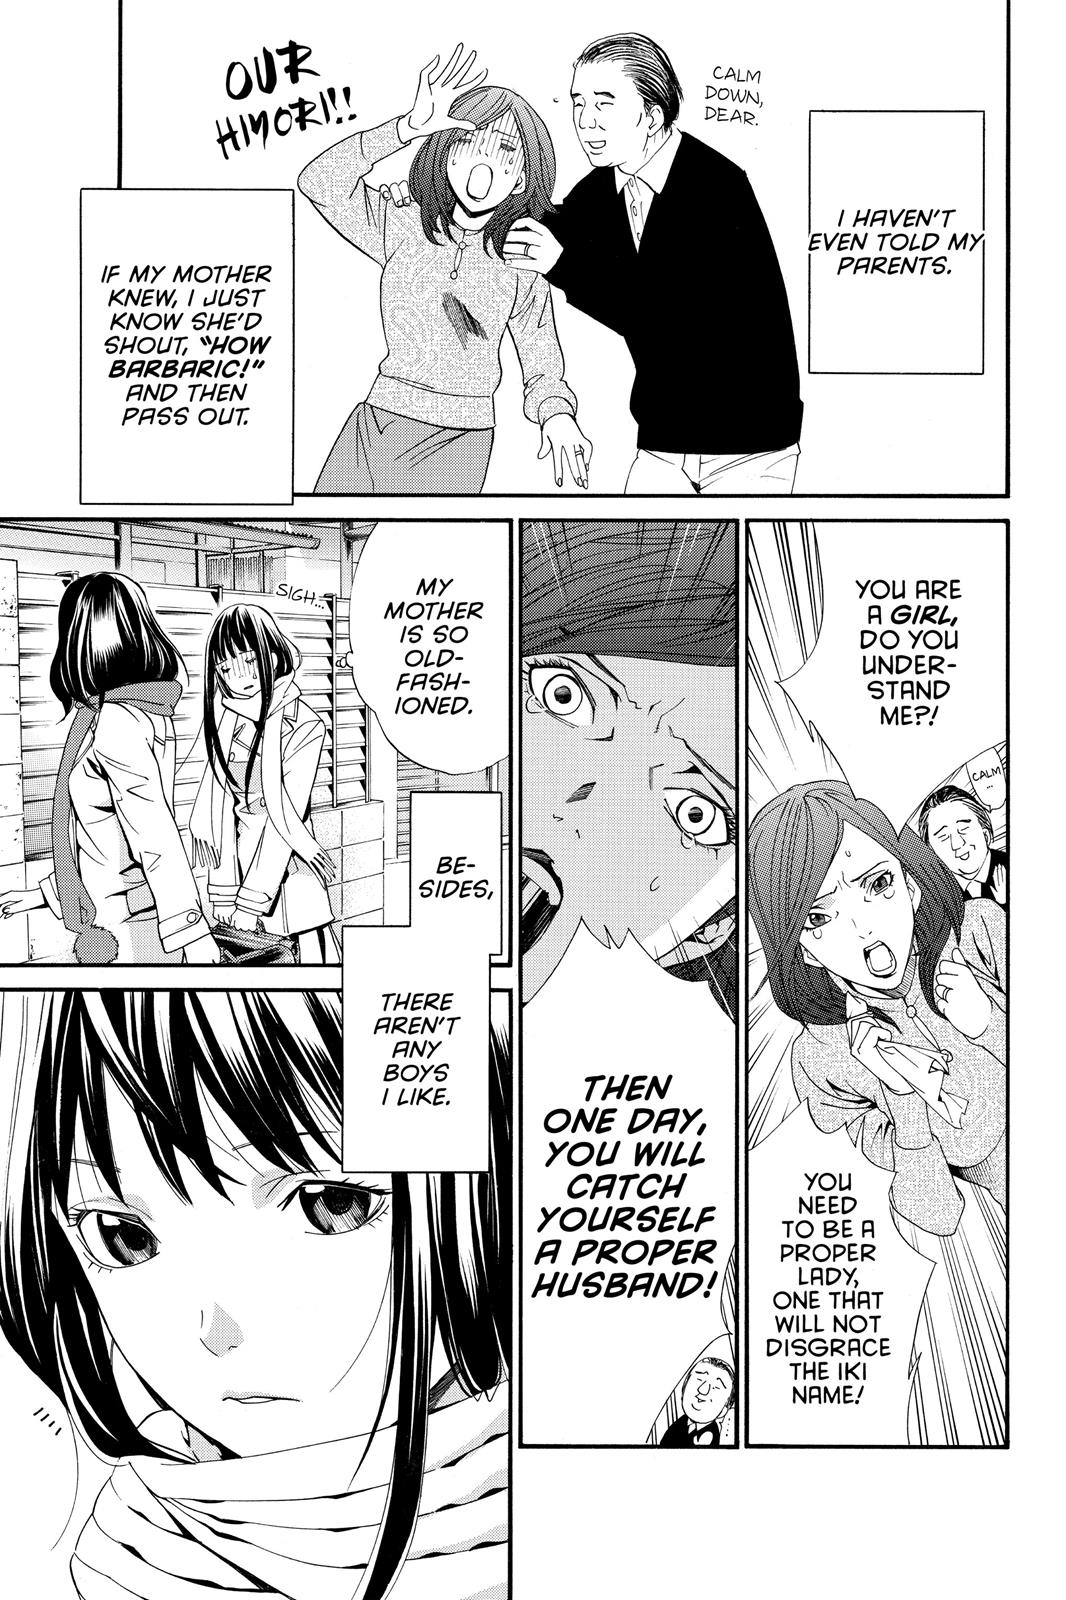 I HAVEN'T
EVEN TOLD MY
PARENTS.
CALM
DOWN,
DEAR.
OUR
HIYORI!!
IF MY MOTHER
KNEW, I JUST
KNOW SHE'D
SHOUT, "HOW
BARBARIC!"
AND THEN
PASS OUT.
YOU ARE
A GIRL,
DO YOU
UNDER-
STAND
ME?!
CALM
...
YOU
NEED
TO BE A
PROPER
LADY,
ONE THAT
WILL NOT
DISGRACE
THE IKI
NAME!
THEN
ONE DAY,
YOU WILL
CATCH
YOURSELF
A PROPER
HUSBAND!
MY
MOTHER
IS SO
OLD-
FASH-
IONED.
SIGH...
BE-
SIDES,
THERE
AREN'T
ANY
BOYS
I LIKE.